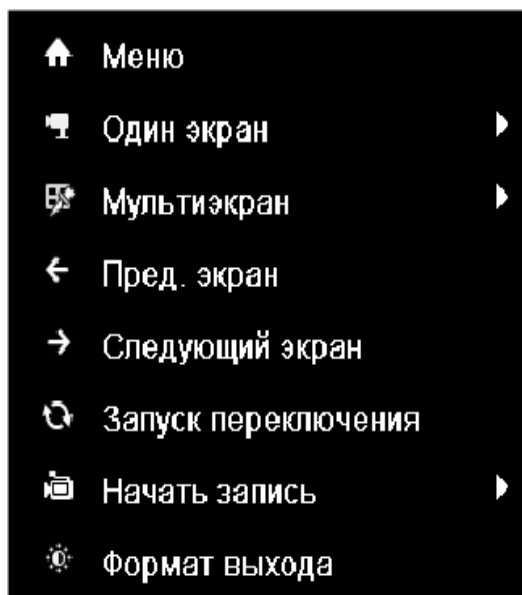 Меню
Один экран
Мультиэкран
Пред. экран
Следующий экран
Запуск переключения
Начать запись
Формат выхода